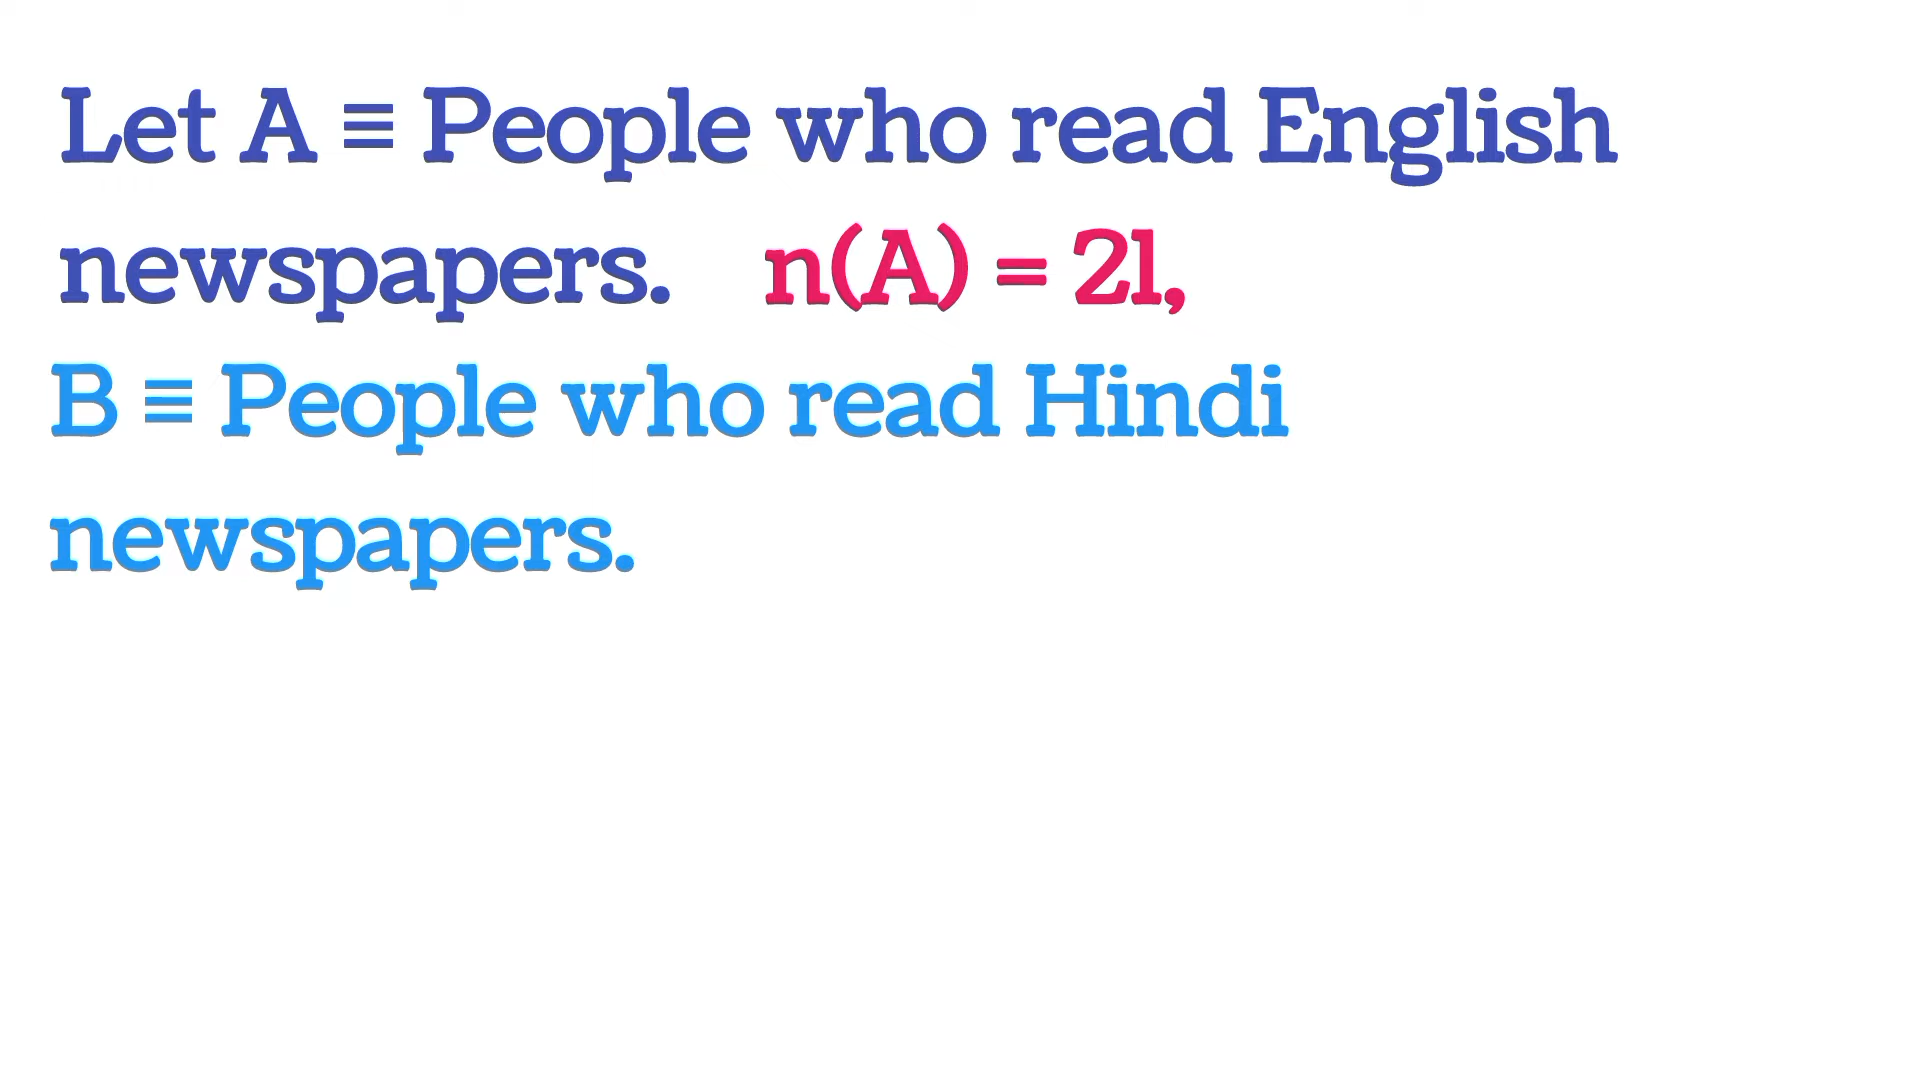 Let A ≡ People who read English
newspapers. n(A) = 21,
B ≡ People who read Hindi
newspapers.